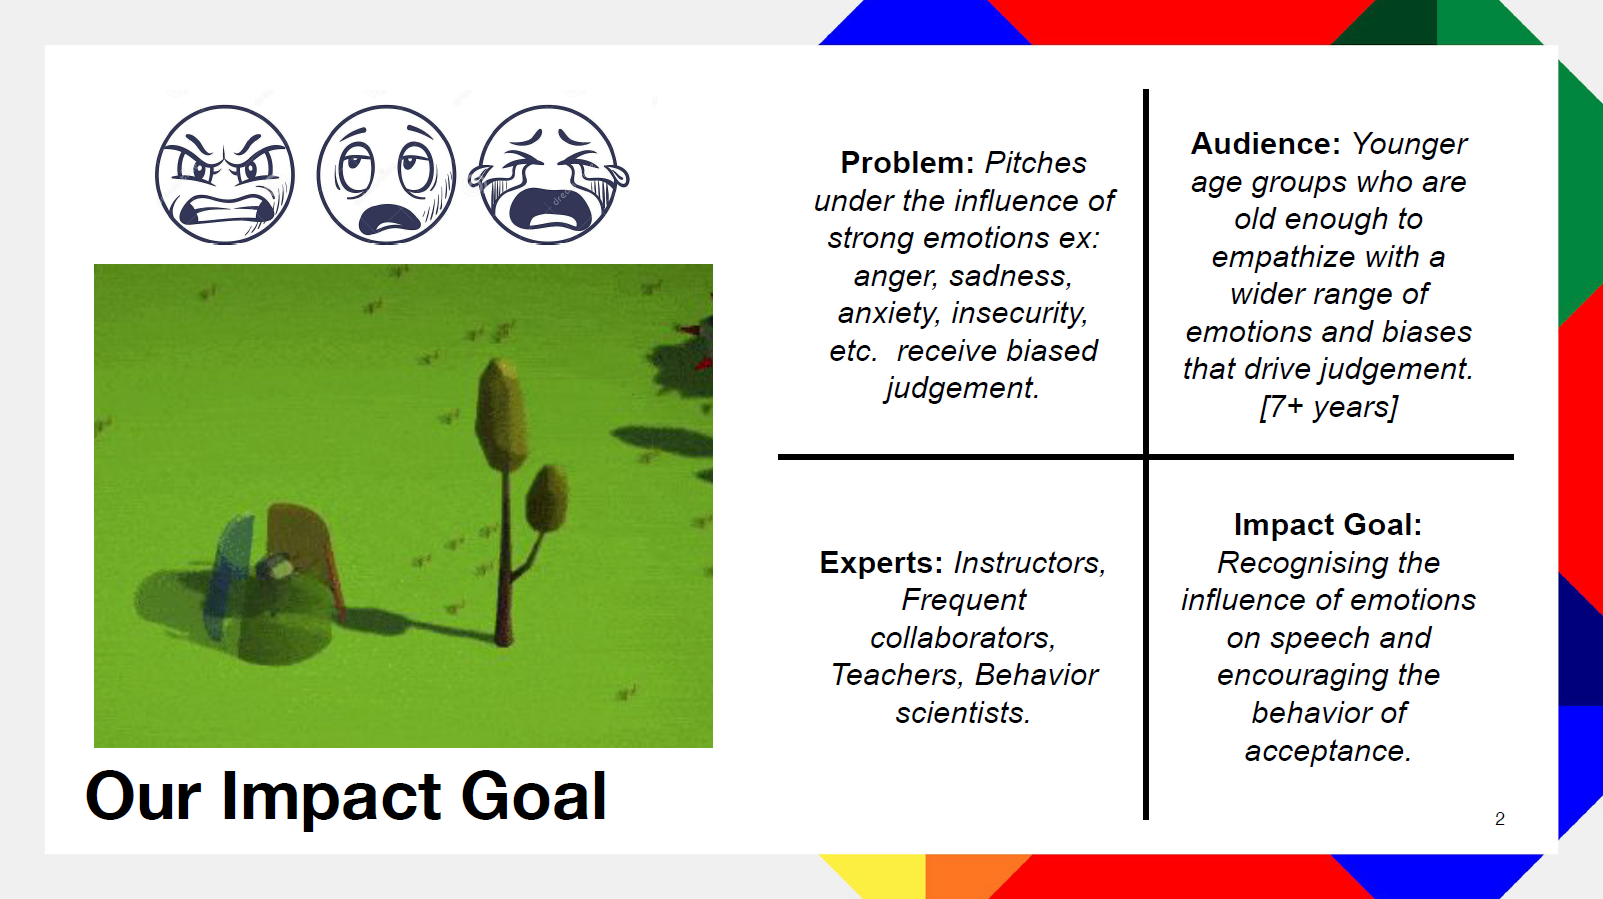 Problem: Pitches
under the influence of
strong emotions ex:
anger, sadness,
anxiety, insecurity,
etc.  receive biased
judgement.
Audience: Younger
age groups who are
old enough to
empathize with a
wider range of
emotions and biases
that drive judgement.
[7+ years]
Experts: Instructors,
Frequent
collaborators,
Teachers, Behavior
scientists.
Impact Goal:
Recognising the
influence of emotions
on speech and
encouraging the
behavior of
acceptance.
Our Impact Goal
2